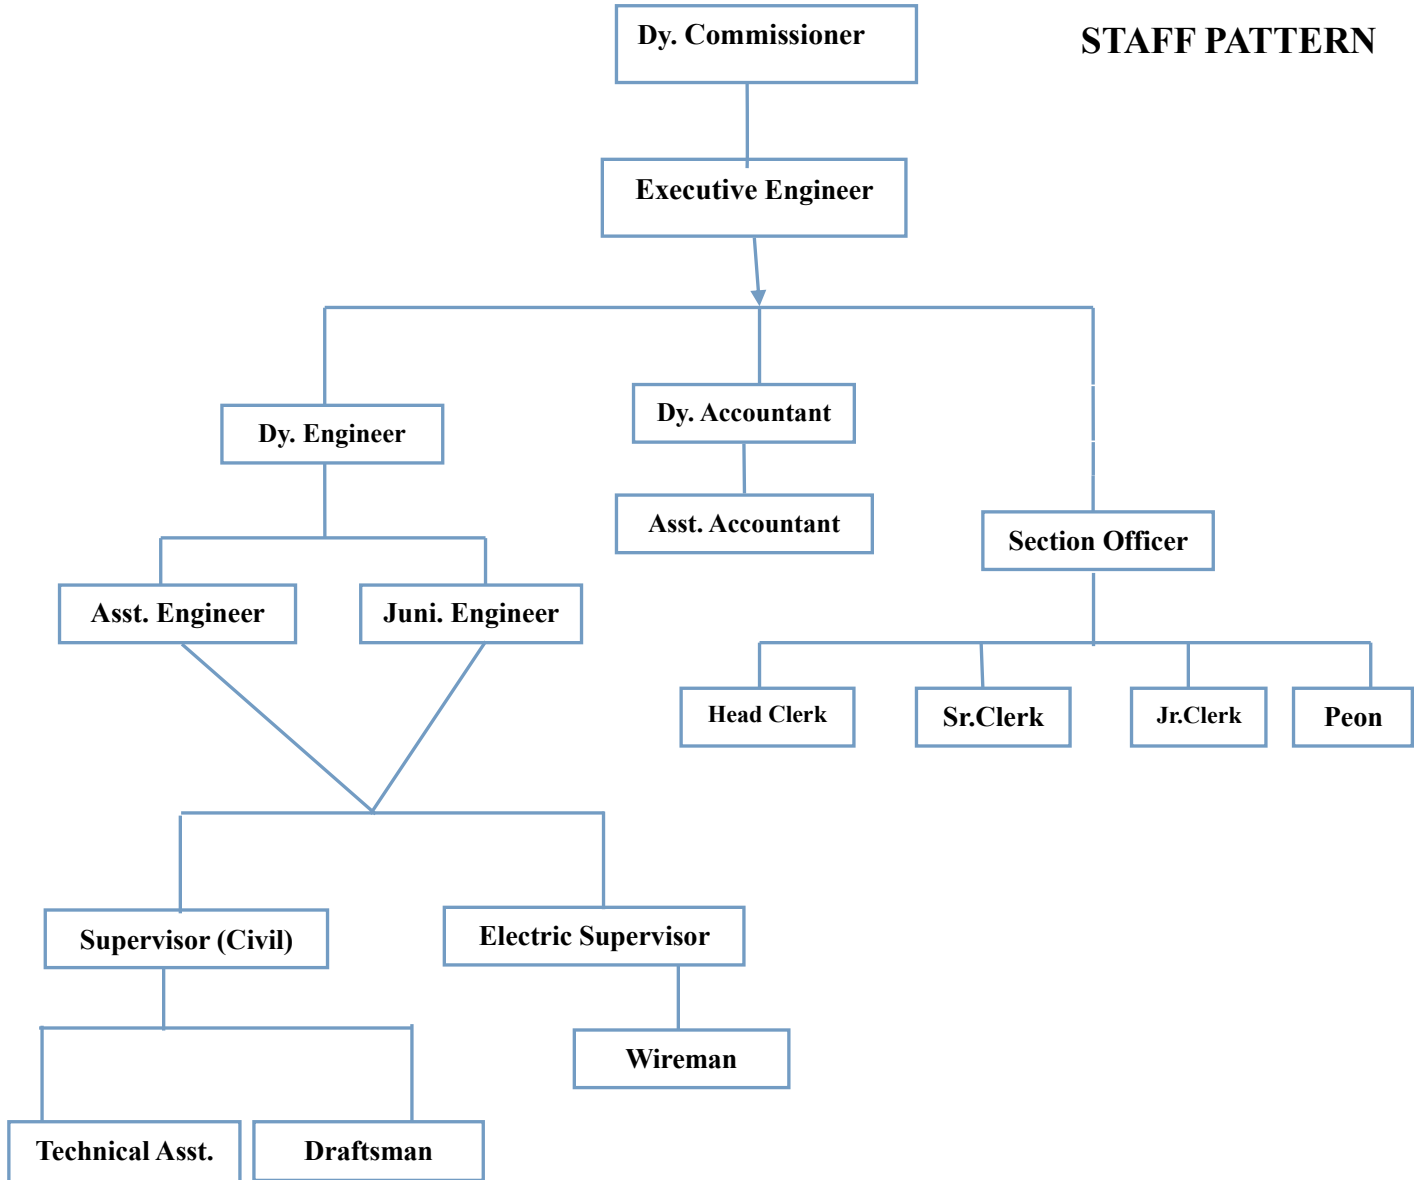 Dy. Commissioner
STAFF PATTERN
Executive Engineer
Dy. Accountant
Dy. Engineer
Asst. Accountant
Section Officer
Asst. Engineer
Juni. Engineer
Head Clerk
Sr.Clerk
Jr.Clerk
Peon
Supervisor (Civil)
Electric Supervisor
Wireman
Technical Asst.
Draftsman